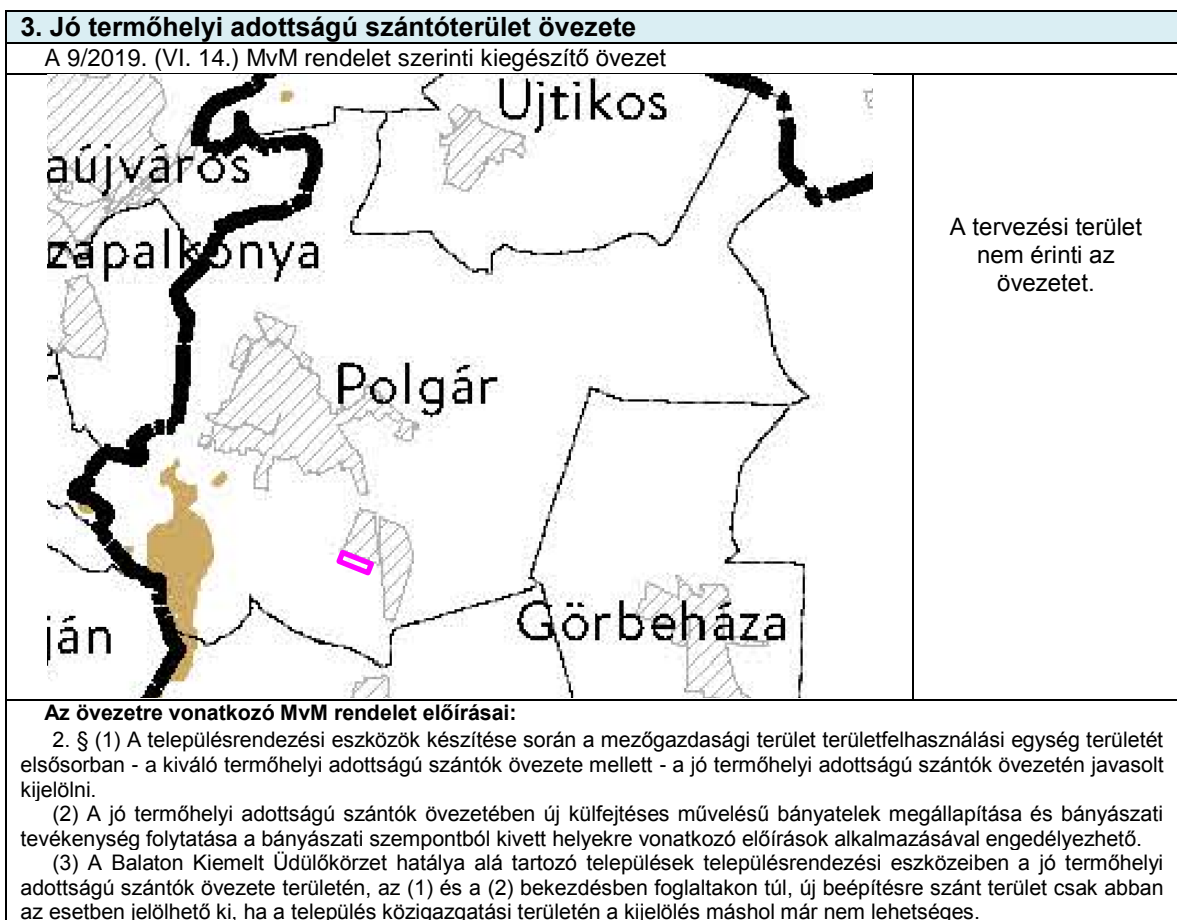 3. Jó termőhelyi adottságú szántóterület övezete
A 9/2019. (VI. 14.) MvM rendelet szerinti kiegészítő övezet
Ujtikos
aújváros
zapalkonya
Polgár
Görbeháza
ján
A tervezési terület
nem érinti az
övezetet.
Az övezetre vonatkozó MvM rendelet előírásai:
2. § (1) A településrendezési eszközök készítése során a mezőgazdasági terület területfelhasználási egység területét
elsősorban - a kiváló termőhelyi adottságú szántók övezete mellett - a jó termőhelyi adottságú szántók övezetén javasolt
kijelölni.
(2) A jó termőhelyi adottságú szántók övezetében új külfejtéses művelésű bányatelek megállapítása és bányászati
tevékenység folytatása a bányászati szempontból kivett helyekre vonatkozó előírások alkalmazásával engedélyezhető.
(3) A Balaton Kiemelt Üdülőkörzet hatálya alá tartozó települések településrendezési eszközeiben a jó termőhelyi
adottságú szántók övezete területén, az (1) és a (2) bekezdésben foglaltakon túl, új beépítésre szánt terület csak abban
az esetben jelölhető ki, ha a település közigazgatási területén a kijelölés máshol már nem lehetséges.